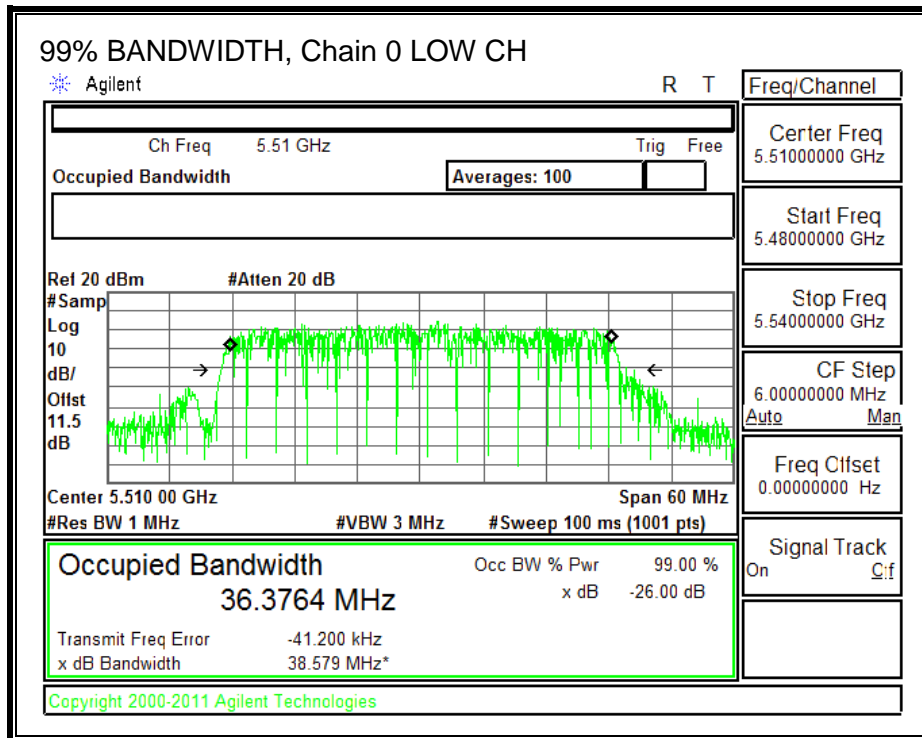 99% BANDWIDTH, Chain 0 LOW CH
Agilent R T
Ch Freq 5.51 GHz Trig Free
Occupied Bandwidth Averages: 100
Ref 20 dBm #Atten 20 dB
#Samp
Log
10
dB/
Offst
11.5
dB
Center 5.510 00 GHz Span 60 MHz
#Res BW 1 MHz #VBW 3 MHz #Sweep 100 ms (1001 pts)
Occupied Bandwidth
36.3764 MHz
Occ BW % Pwr 99.00 %
x dB -26.00 dB
Transmit Freq Error -41.200 kHz
x dB Bandwidth 38.579 MHz*
Copyright 2000-2011 Agilent Technologies
Freq/Channel
Center Freq
5.51000000 GHz
Start Freq
5.48000000 GHz
Stop Freq
5.54000000 GHz
CF Step
6.00000000 MHz
Auto Man
Freq Offset
0.00000000 Hz
Signal Track
On Off